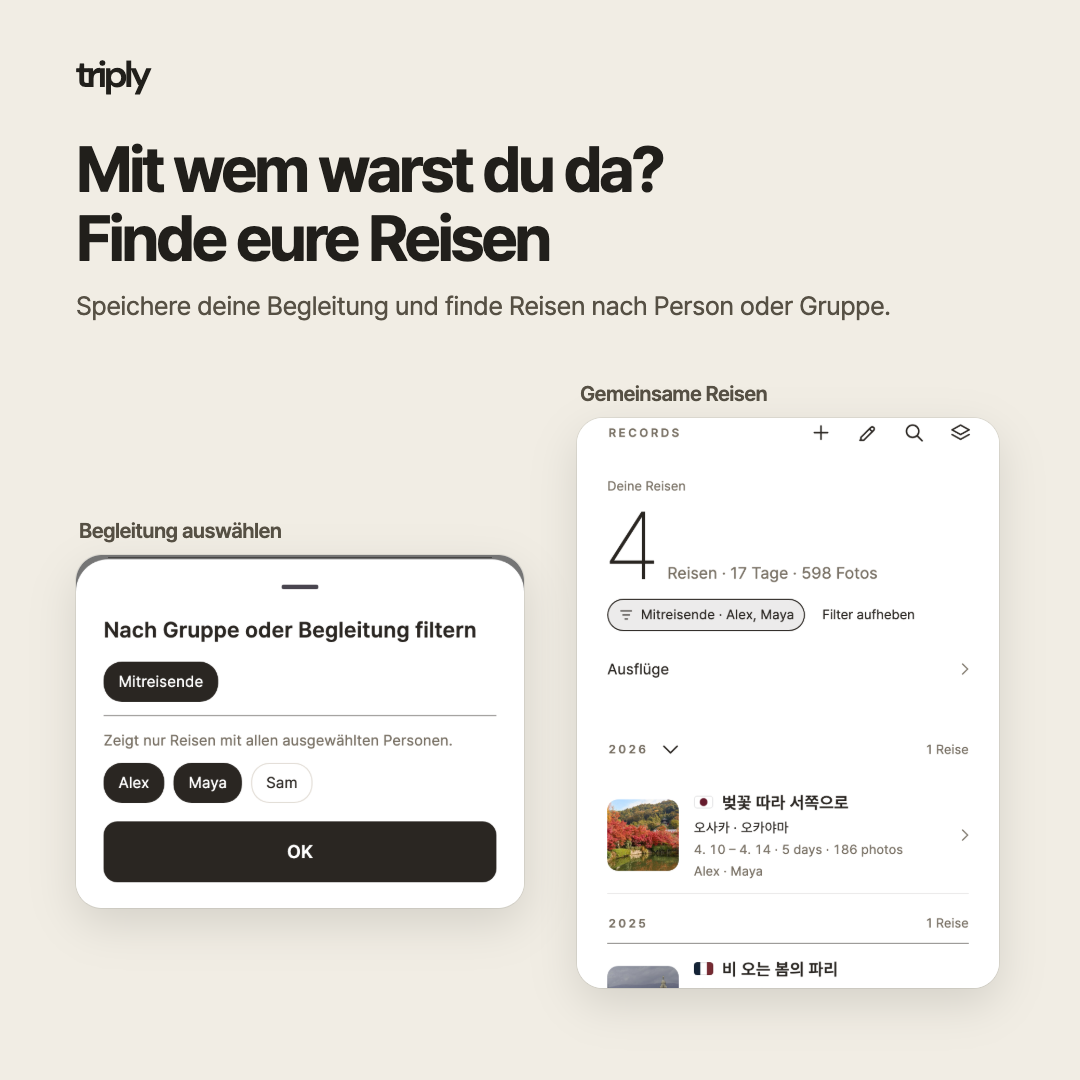 triply
Mit wem warst du da?
Finde eure Reisen
Speichere deine Begleitung und finde Reisen nach Person oder Gruppe.
Begleitung auswählen
Nach Gruppe oder Begleitung filtern
Mitreisende
Zeigt nur Reisen mit allen ausgewählten Personen.
Alex Maya Sam
OK
Gemeinsame Reisen
RECORDS
Deine Reisen
4 Reisen · 17 Tage · 598 Fotos
Mitreisende · Alex, Maya Filter aufheben
Ausflüge
2026 1 Reise
벚꽃 따라 서쪽으로
오사카 · 오카야마
4. 10 – 4. 14 · 5 days · 186 photos
Alex · Maya
2025 1 Reise
비 오는 봄의 파리